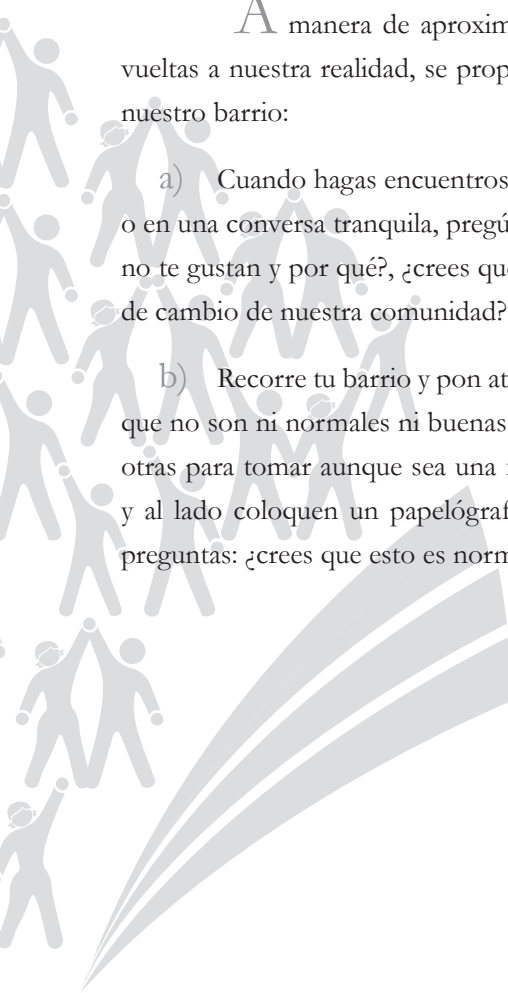 A manera de aproxim
vueltas a nuestra realidad, se prop
nuestro barrio:
a) Cuando hagas encuentros
o en una conversa tranquila, pregú
no te gustan y por qué?, ¿crees que
de cambio de nuestra comunidad?
b) Recorre tu barrio y pon at
que no son ni normales ni buenas
otras para tomar aunque sea una
y al lado coloquen un papelógraf
preguntas: ¿crees que esto es norm